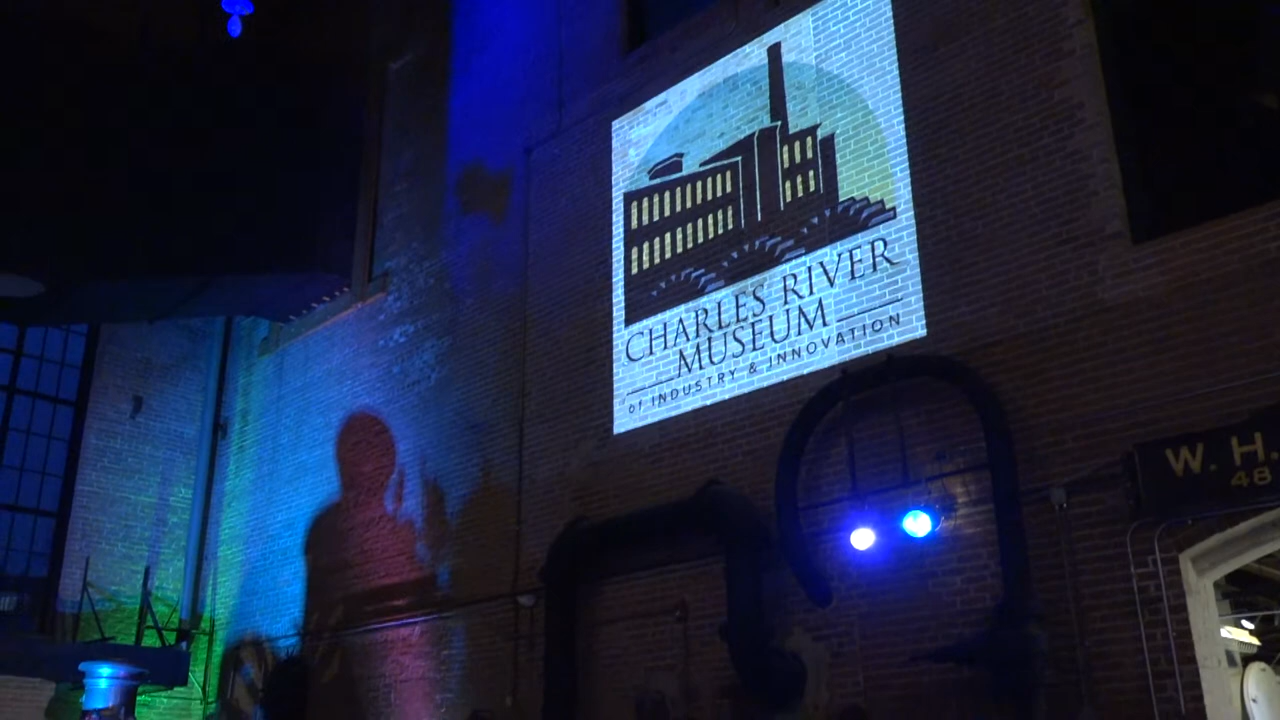 CHARLES RIVER
MUSEUM
of INDUSTRY & INNOVATION
W. H.
48